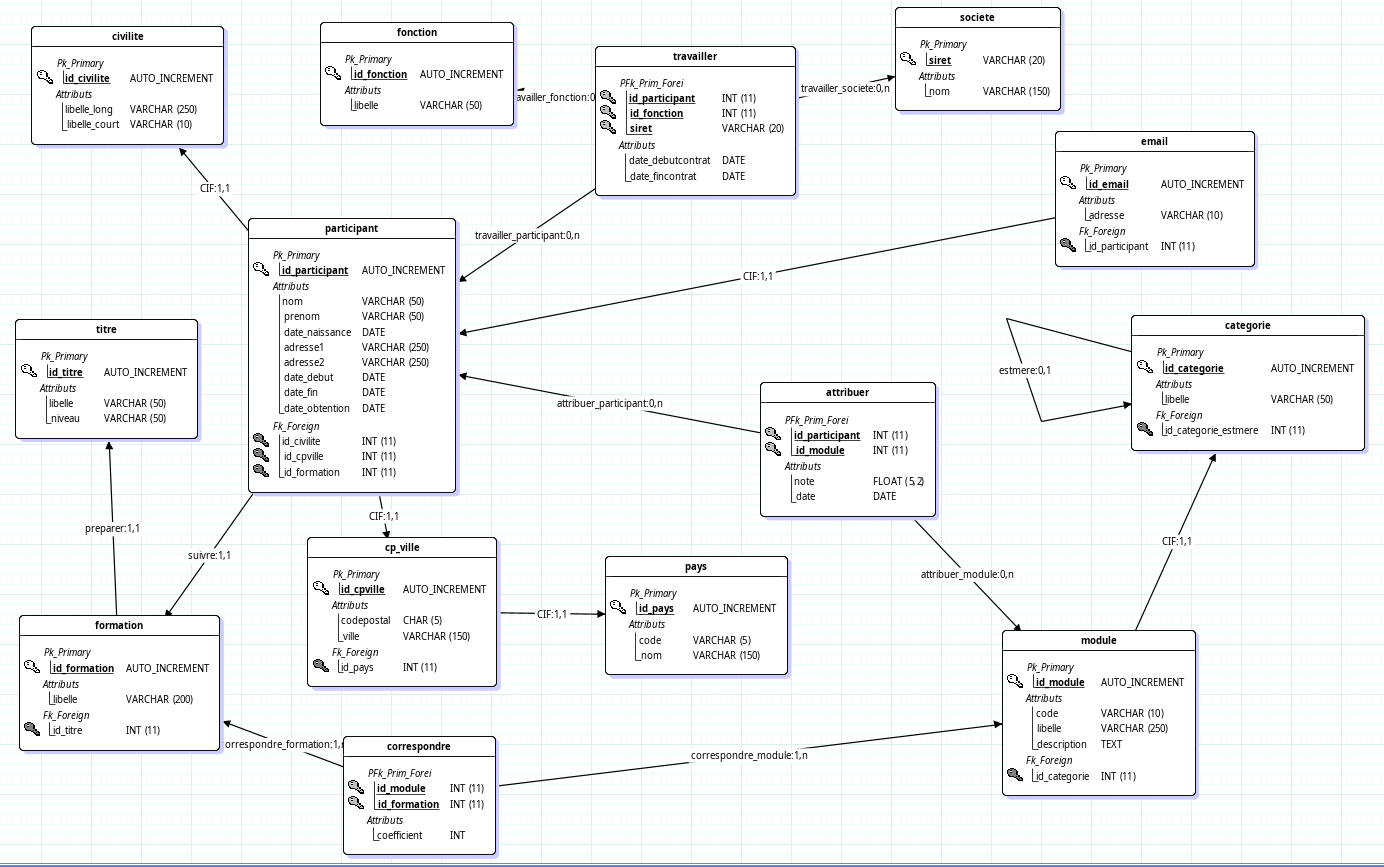 civilite
Pk_Primary
id_civilite AUTO_INCREMENT
Attributs
libelle_long VARCHAR (250)
libelle_court VARCHAR (10)
fonction
Pk_Primary
id_fonction AUTO_INCREMENT
Attributs
libelle VARCHAR (50)
availler_fonction:0
travailler
PFk_Prim_Forei
id_participant INT (11)
id_fonction INT (11)
siret VARCHAR (20)
Attributs
date_debutcontrat DATE
date_fincontrat DATE
travailler_societe:0,n
societe
Pk_Primary
siret VARCHAR (20)
Attributs
nom VARCHAR (150)
email
Pk_Primary
id_email AUTO_INCREMENT
Attributs
adresse VARCHAR (10)
Fk_Foreign
id_participant INT (11)
CIF:1,1
travailler_participant:0,n
CIF:1,1
participant
Pk_Primary
id_participant AUTO_INCREMENT
Attributs
nom VARCHAR (50)
prenom VARCHAR (50)
date_naissance DATE
adresse1 VARCHAR (250)
adresse2 VARCHAR (250)
date_debut DATE
date_fin DATE
date_obtention DATE
Fk_Foreign
id_civilite INT (11)
id_cpville INT (11)
id_formation INT (11)
titre
Pk_Primary
id_titre AUTO_INCREMENT
Attributs
libelle VARCHAR (50)
niveau VARCHAR (50)
estmere:0,1
categorie
Pk_Primary
id_categorie AUTO_INCREMENT
Attributs
libelle VARCHAR (50)
Fk_Foreign
id_categorie_estmere INT (11)
attribuer_participant:0,n
attribuer
PFk_Prim_Forei
id_participant INT (11)
id_module INT (11)
Attributs
note FLOAT (5,2)
date DATE
preparer:1,1
suivre:1,1
CIF:1,1
CIF:1,1
attribuer_module:0,n
cp_ville
Pk_Primary
id_cpville AUTO_INCREMENT
Attributs
codepostal CHAR (5)
ville VARCHAR (150)
Fk_Foreign
id_pays INT (11)
CIF:1,1
pays
Pk_Primary
id_pays AUTO_INCREMENT
Attributs
code VARCHAR (5)
nom VARCHAR (150)
formation
Pk_Primary
id_formation AUTO_INCREMENT
Attributs
libelle VARCHAR (200)
Fk_Foreign
id_titre INT (11)
module
Pk_Primary
id_module AUTO_INCREMENT
Attributs
code VARCHAR (10)
libelle VARCHAR (250)
description TEXT
Fk_Foreign
id_categorie INT (11)
orrespondre_formation:1,
correspondre_module:1,n
correspondre
PFk_Prim_Forei
id_module INT (11)
id_formation INT (11)
Attributs
coefficient INT